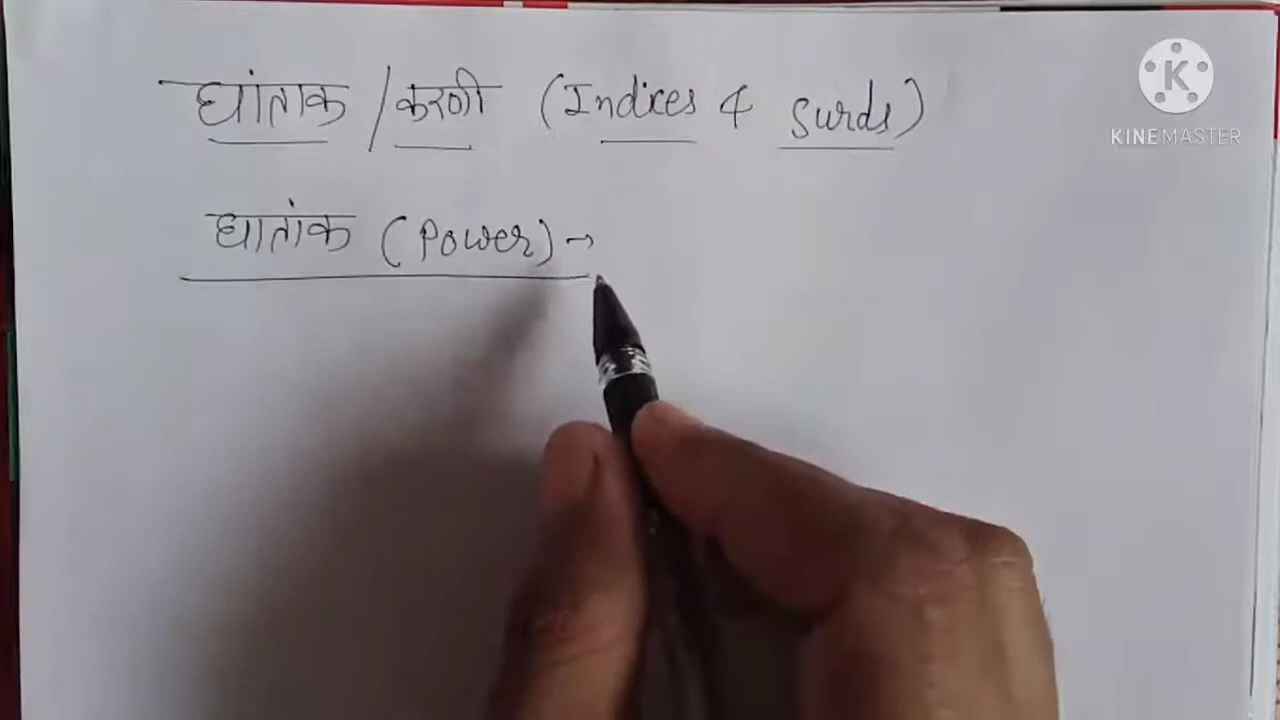 घांताक / करणी (Indices & Surds)
घातांक (Power) →
K
KINEMASTER